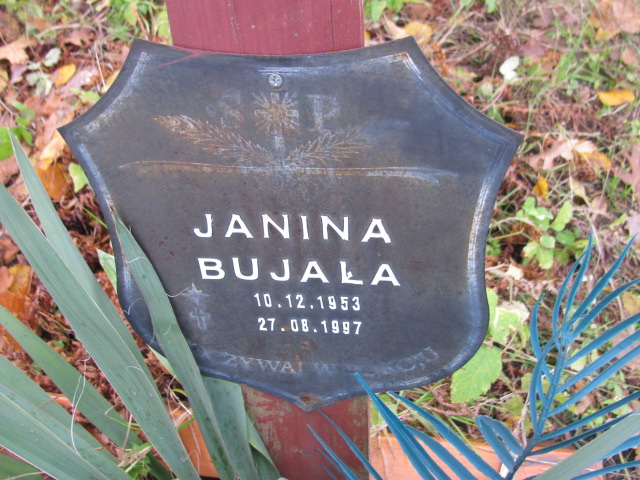 Ś P
JANINA
BUJAŁA
10.12.1953
27.08.1997